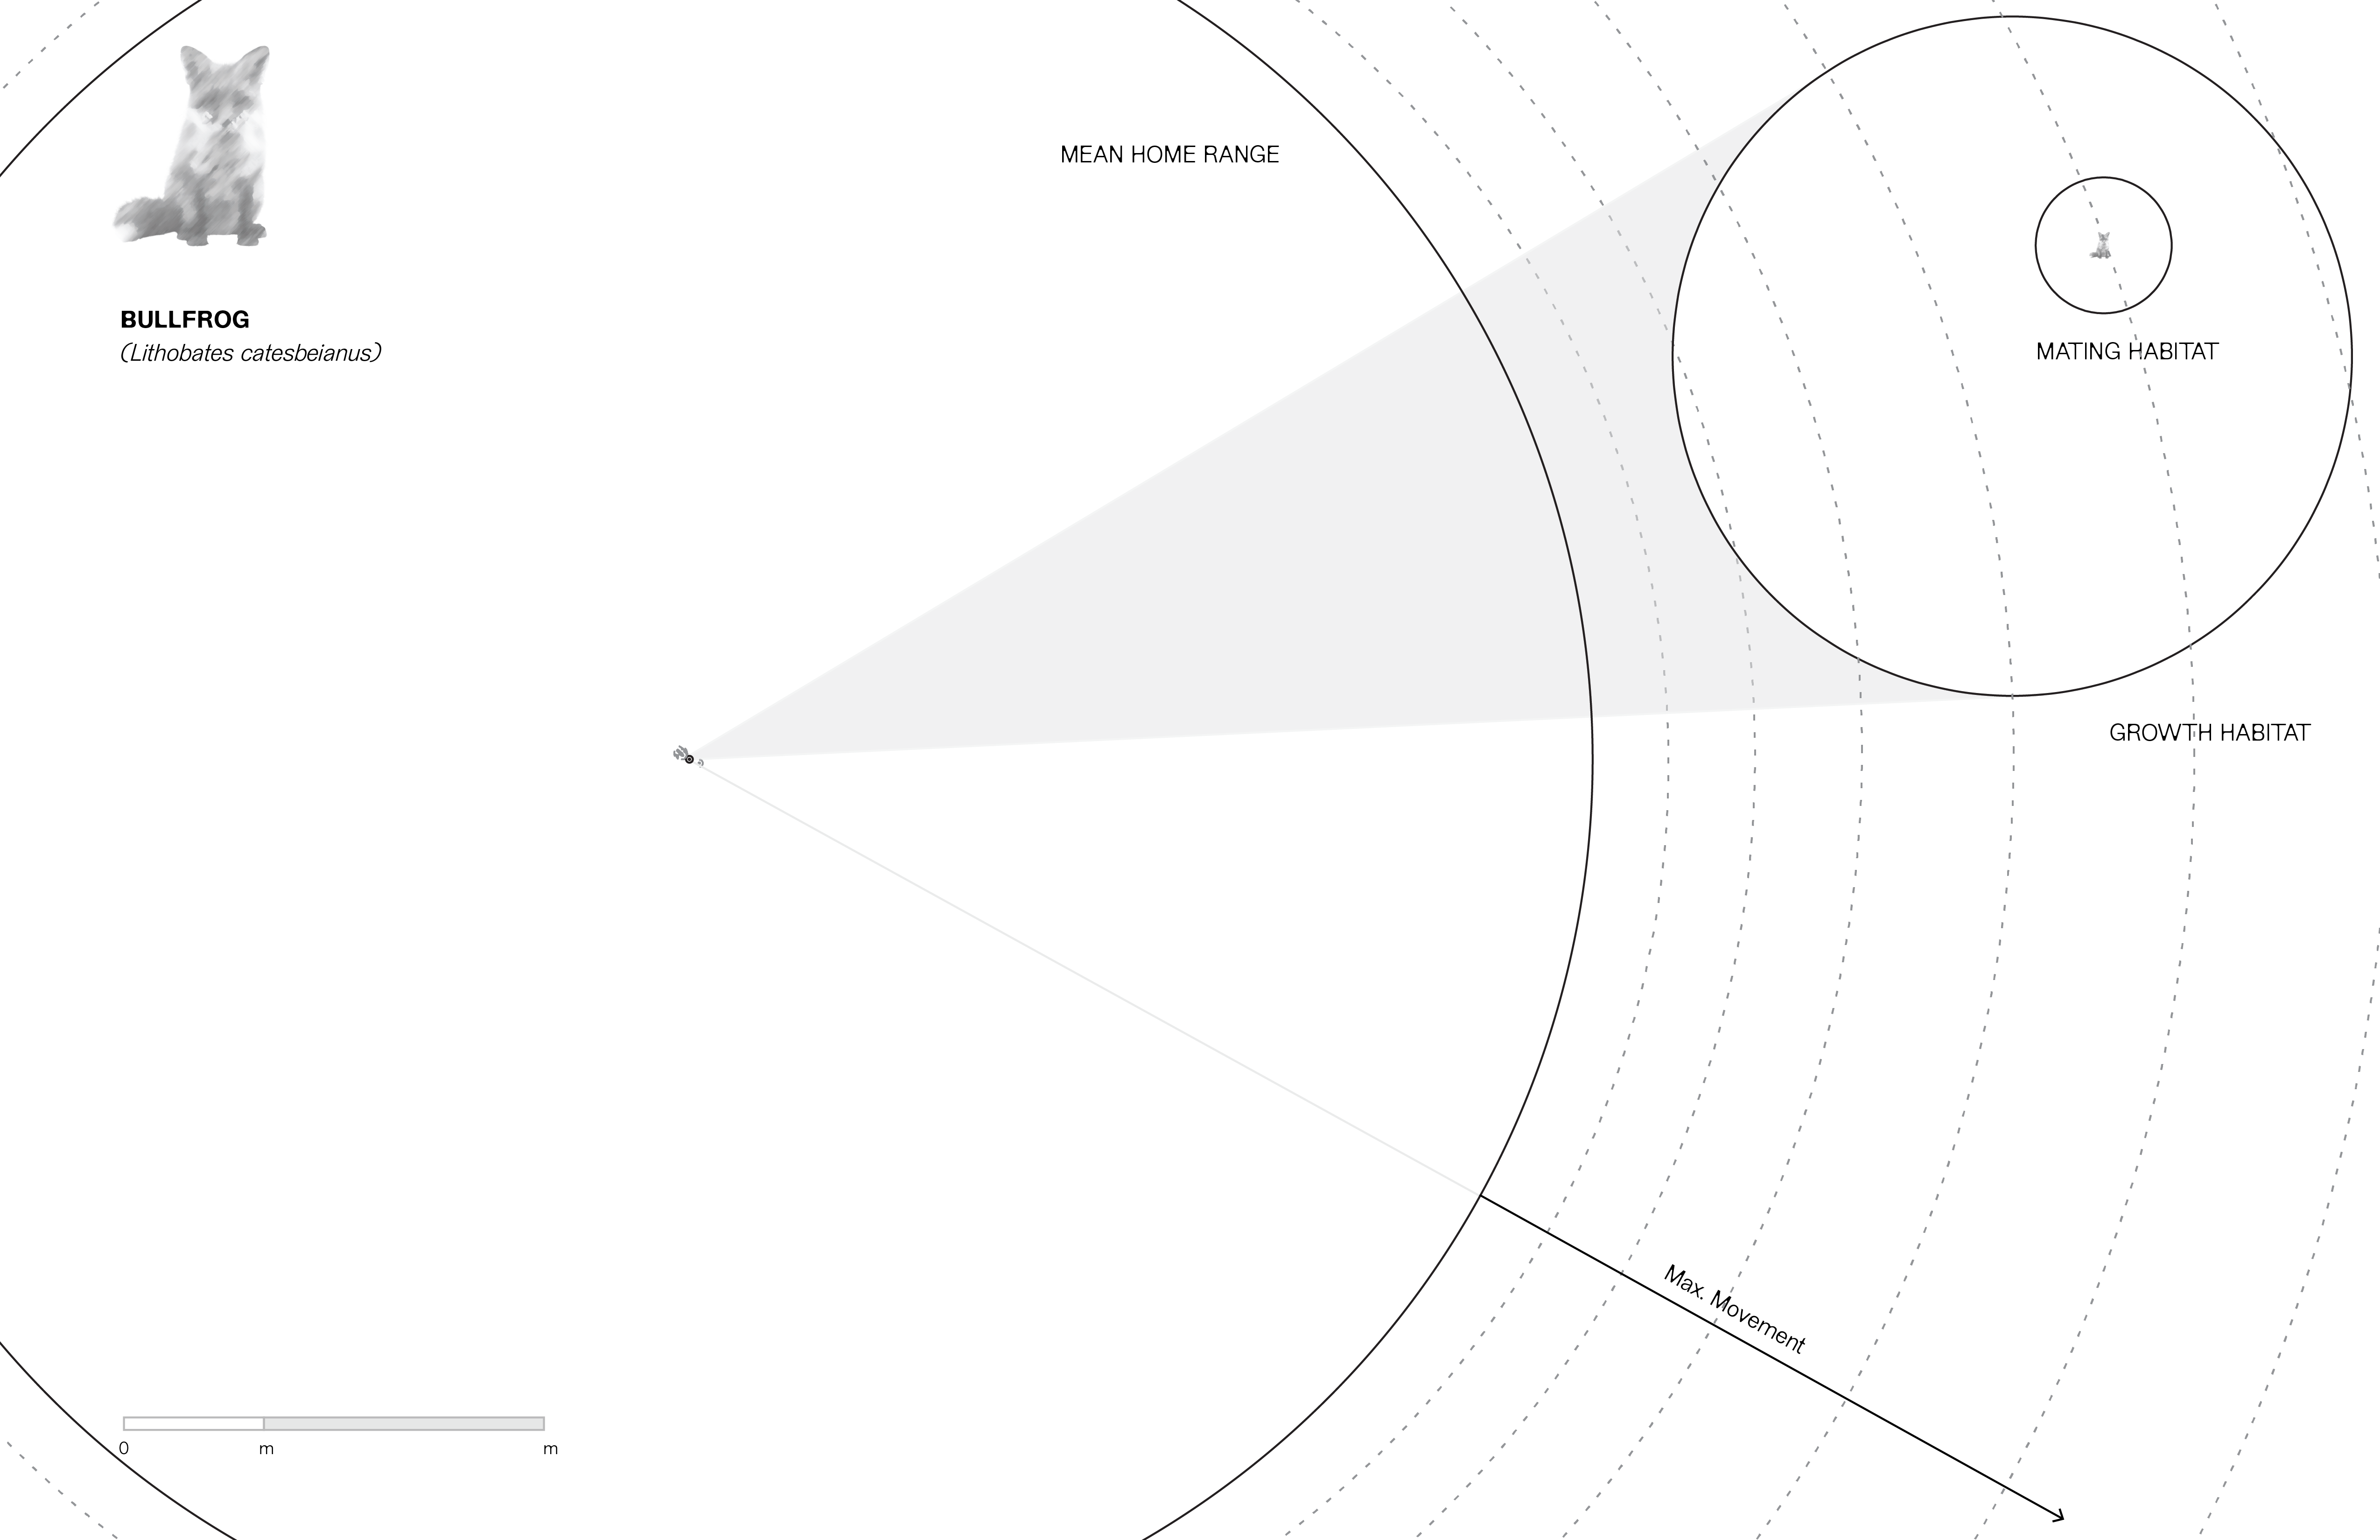 MEAN HOME RANGE
BULLFROG
(Lithobates catesbeianus)
MATING HABITAT
GROWTH HABITAT
Max. Movement
0 m m